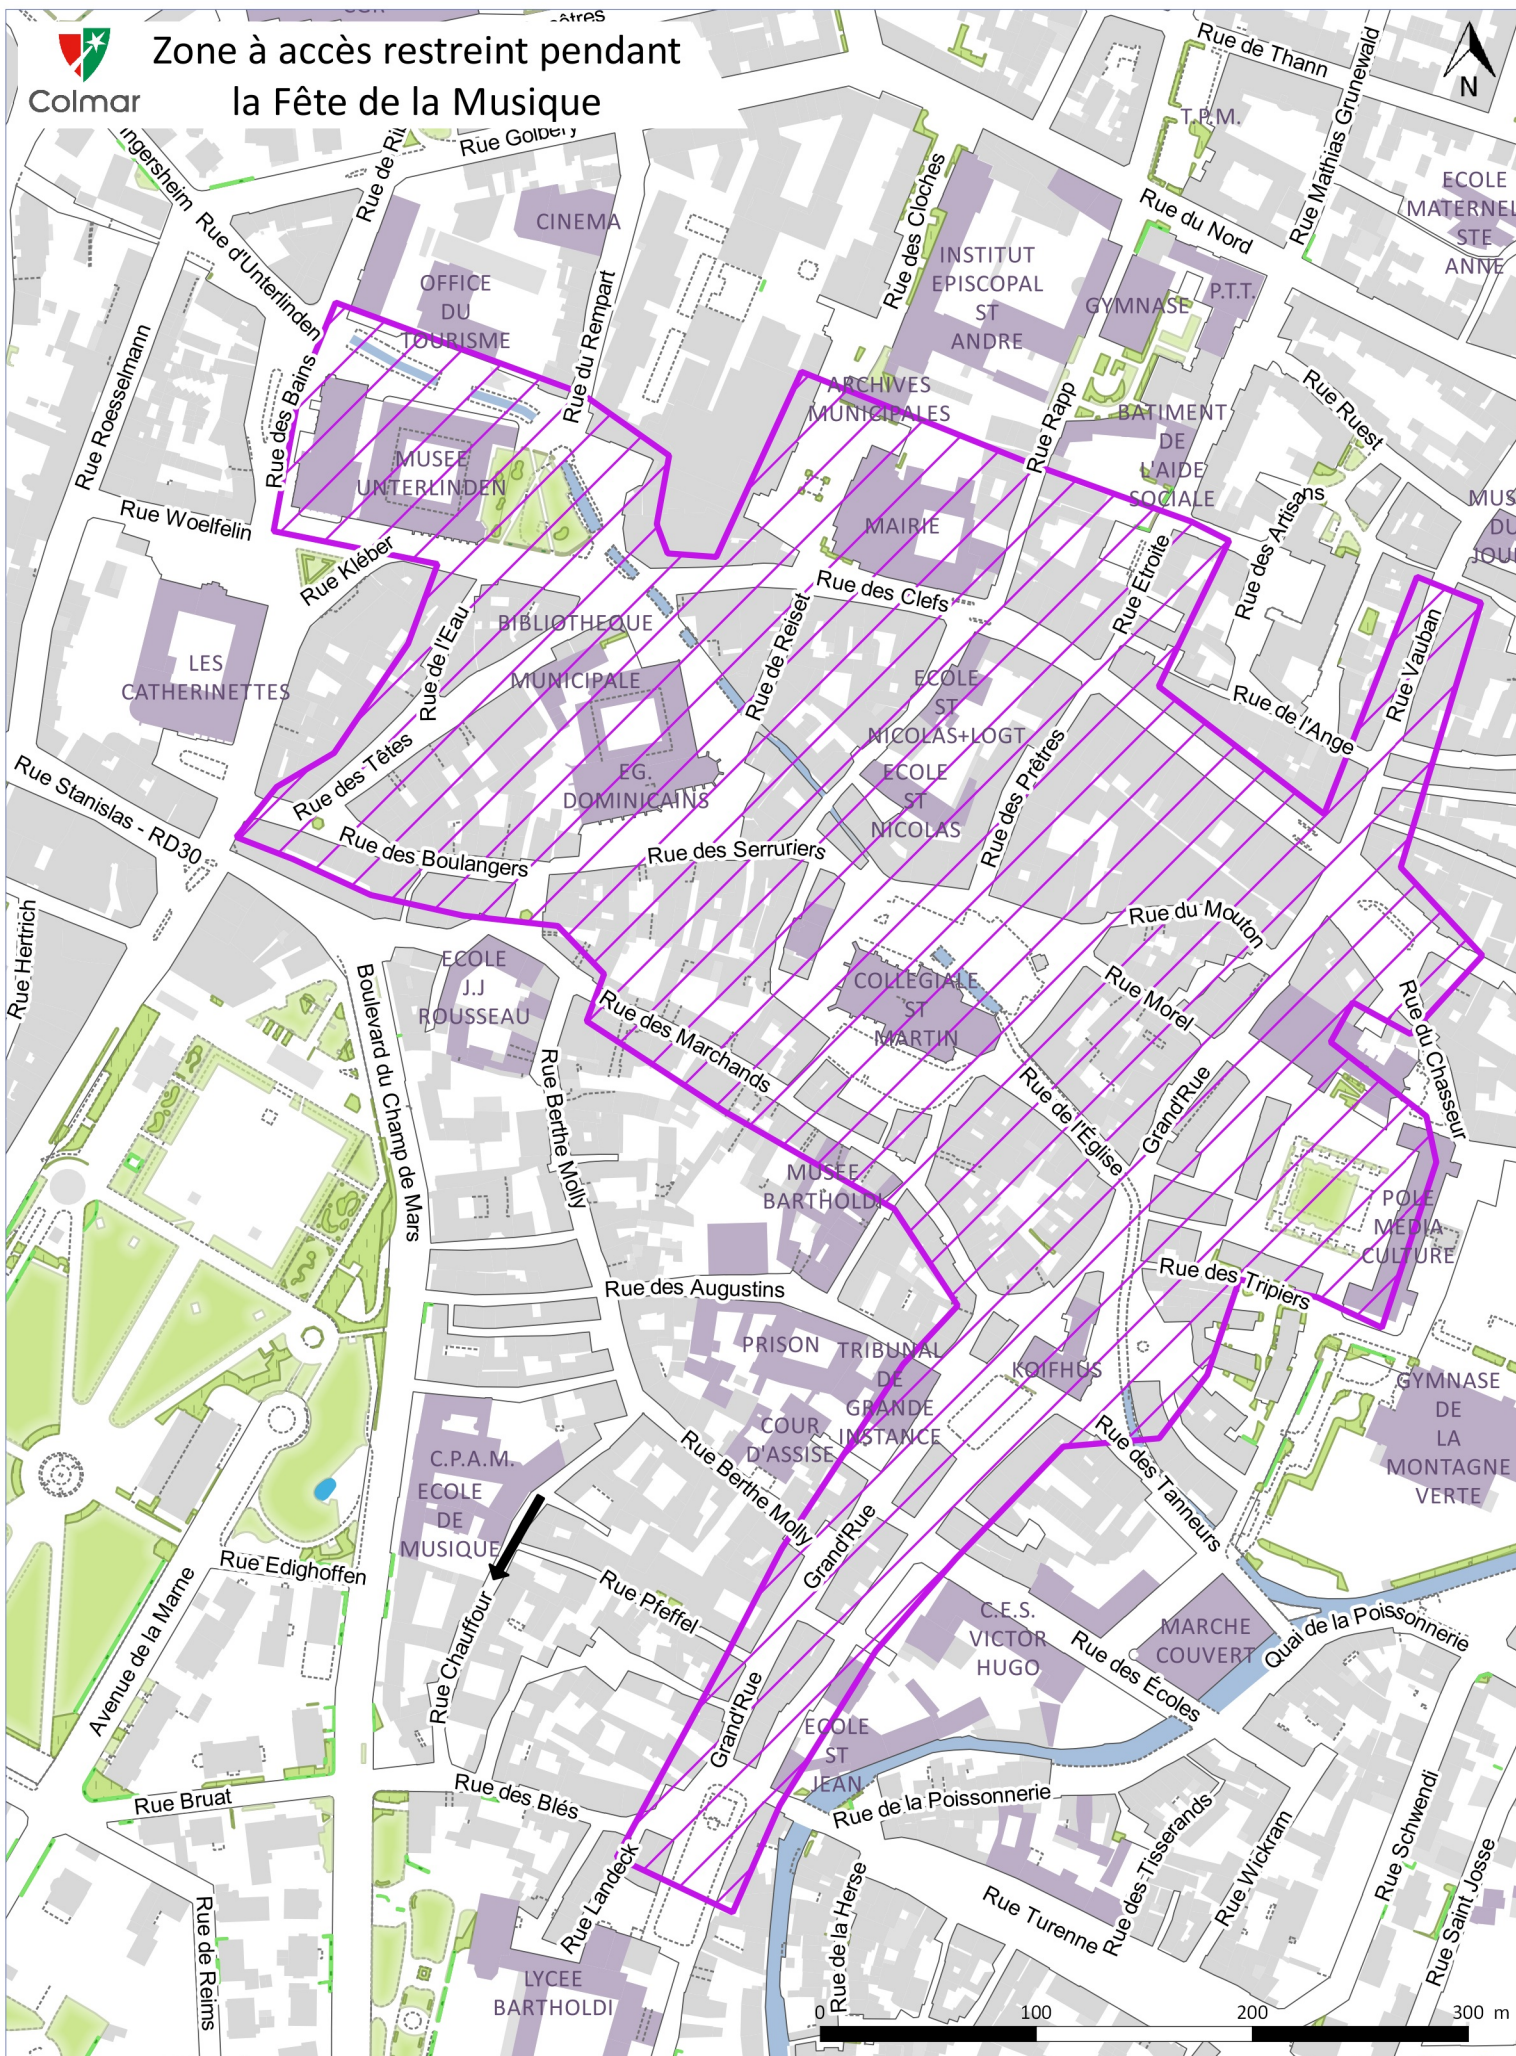 Colmar
Zone à accès restreint pendant
la Fête de la Musique
N
Rue de Thann
Rue Mathias Grunewald
T.P.M.
ECOLE
STE
ANNE
Rue Golbéry
Ingersheim
Rue d'Unterlinden
CINEMA
Rue des Cloches
Rue du Nord
INSTITUT
EPISCOPAL
ST
ANDRE
GYMNASE
P.T.T.
OFFICE
DU
TOURISME
Rue du Rempart
Rue Roesselmann
Rue des Bains
ARCHIVES
MUNICIPALES
Rue Rapp
BATIMENT
DE
L'AIDE
SOCIALE
Rue Ruest
Rue des Artisans
MUSEE
UNTERLINDEN
MAIRIE
DU
Rue Woelfelin
Rue Kléber
Rue des Clefs
Rue Etroite
Rue Vauban
Rue de l'Eau
BIBLIOTHEQUE
MUNICIPALE
Rue de Reiset
LES
CATHERINETTES
ECOLE
ST
NICOLAS+LOGT
Rue de l'Ange
Rue des Têtes
EG.
DOMINICAINS
ECOLE
ST
NICOLAS
Rue des Prêtres
Rue Stanislas - RD30
Rue des Boulangers
Rue des Serruriers
Rue Hertrich
Rue du Mouton
ECOLE
J.J
ROUSSEAU
COLLEGIALE
ST
MARTIN
Rue Morel
Rue du Chasseur
Boulevard du Champ de Mars
Rue des Marchands
Rue Berthe Molly
Rue de l'Église
Grand'Rue
MUSEE
BARTHOLDI
POLE
MEDIA
CULTURE
Rue des Augustins
Rue des Tripiers
PRISON
TRIBUNAL
DE
GRANDE
INSTANCE
KOIFHUS
GYMNASE
DE
LA
MONTAGNE
VERTE
COUR
D'ASSISE
C.P.A.M.
ECOLE
DE
MUSIQUE
Rue Berthe Molly
Rue des Tanneurs
Grand'Rue
Rue Edighoffen
Avenue de la Marne
Rue Pfeffel
Rue Chauffour
C.E.S.
VICTOR
HUGO
MARCHE
COUVERT
Quai de la Poissonnerie
Rue des Écoles
Grand'Rue
ECOLE
ST
JEAN
Rue Bruat
Rue des Blés
Rue de la Poissonnerie
Rue des Tisserands
Rue Wickram
Rue Schwendi
Rue Saint Josse
Rue Landeck
Rue de la Herse
Rue Turenne
Rue de Reims
LYCEE
BARTHOLDI
0 100 200 300 m